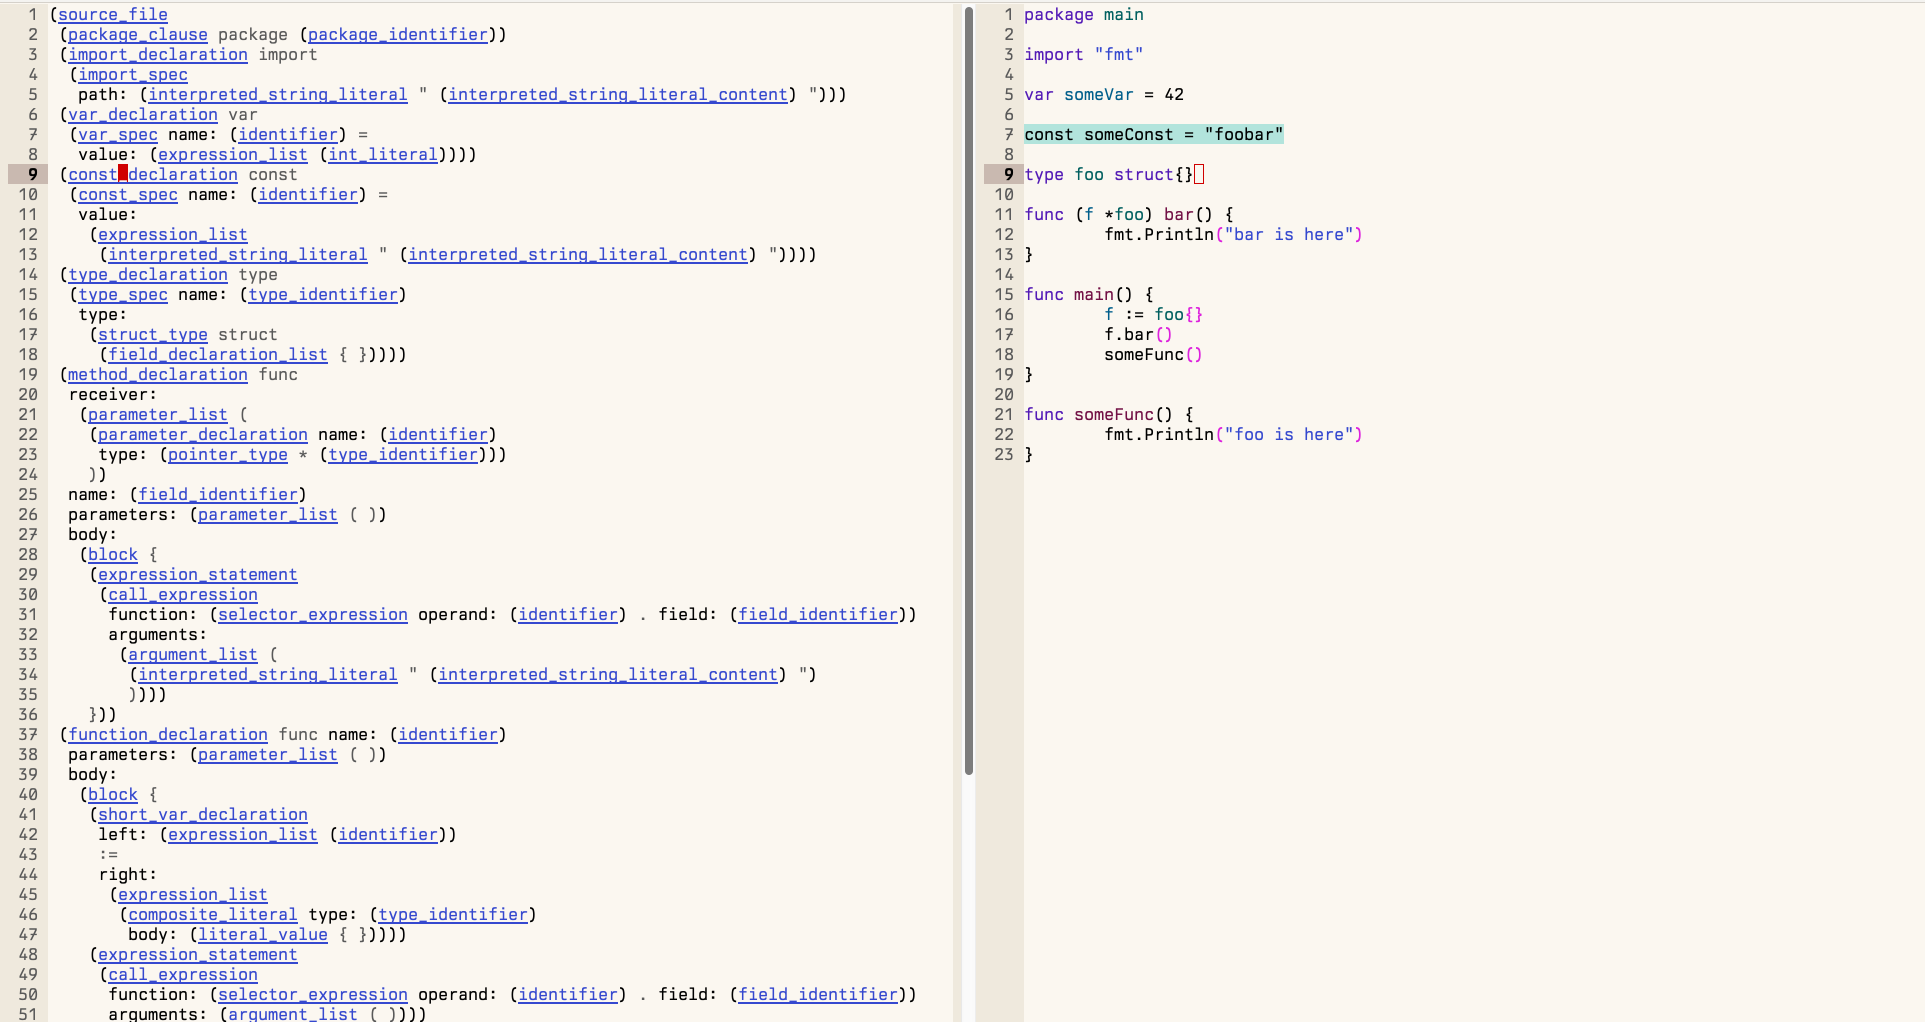 1 (source_file
2 (package_clause package (package_identifier))
3 (import_declaration import
4 (import_spec
5 path: (interpreted_string_literal " (interpreted_string_literal_content) ")))
6 (var_declaration var
7 (var_spec name: (identifier) =
8 value: (expression_list (int_literal))))
9 (const_declaration const
10 (const_spec name: (identifier) =
11 value:
12 (expression_list
13 (interpreted_string_literal " (interpreted_string_literal_content) "))))
14 (type_declaration type
15 (type_spec name: (type_identifier)
16 type:
17 (struct_type struct
18 (field_declaration_list { }))))
19 (method_declaration func
20 receiver:
21 (parameter_list (
22 (parameter_declaration name: (identifier)
23 type: (pointer_type * (type_identifier)))
24 ))
25 name: (field_identifier)
26 parameters: (parameter_list ( ))
27 body:
28 (block {
29 (expression_statement
30 (call_expression
31 function: (selector_expression operand: (identifier) . field: (field_identifier))
32 arguments:
33 (argument_list (
34 (interpreted_string_literal " (interpreted_string_literal_content) ")
35 ))))
36 }))
37 (function_declaration func name: (identifier)
38 parameters: (parameter_list ( ))
39 body:
40 (block {
41 (short_var_declaration
42 left: (expression_list (identifier))
43 :=
44 right:
45 (expression_list
46 (composite_literal type: (type_identifier)
47 body: (literal_value { }))))
48 (expression_statement
49 (call_expression
50 function: (selector_expression operand: (identifier) . field: (field_identifier))
51 arguments: (argument_list ( ))))
1 package main
2
3 import "fmt"
4
5 var someVar = 42
6
7 const someConst = "foobar"
8
9 type foo struct{}
10
11 func (f *foo) bar() {
12 fmt.Println("bar is here")
13 }
14
15 func main() {
16 f := foo{}
17 f.bar()
18 someFunc()
19 }
20
21 func someFunc() {
22 fmt.Println("foo is here")
23 }